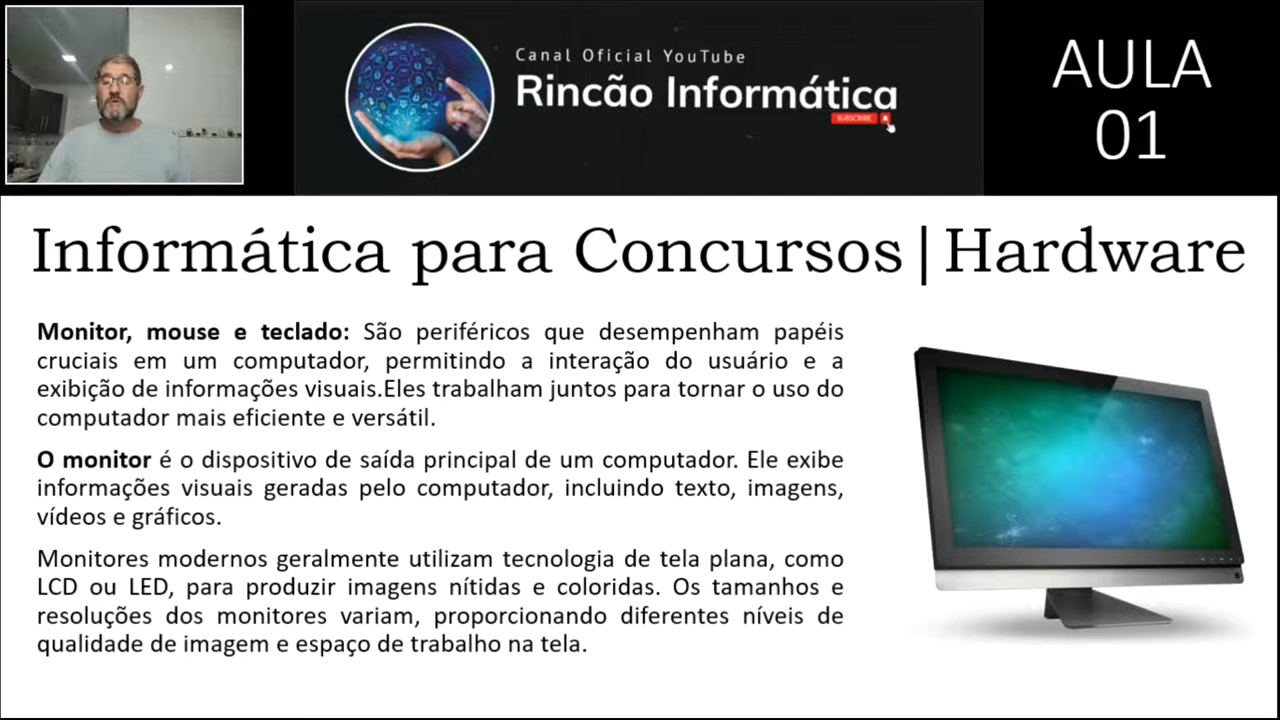 Canal Oficial YouTube
Rincão Informática
SUBSCRIBE
AULA
01
Informática para Concursos|Hardware
Monitor, mouse e teclado: São periféricos que desempenham papéis
cruciais em um computador, permitindo a interação do usuário e a
exibição de informações visuais.Eles trabalham juntos para tornar o uso do
computador mais eficiente e versátil.
O monitor é o dispositivo de saída principal de um computador. Ele exibe
informações visuais geradas pelo computador, incluindo texto, imagens,
vídeos e gráficos.
Monitores modernos geralmente utilizam tecnologia de tela plana, como
LCD ou LED, para produzir imagens nítidas e coloridas. Os tamanhos e
resoluções dos monitores variam, proporcionando diferentes níveis de
qualidade de imagem e espaço de trabalho na tela.